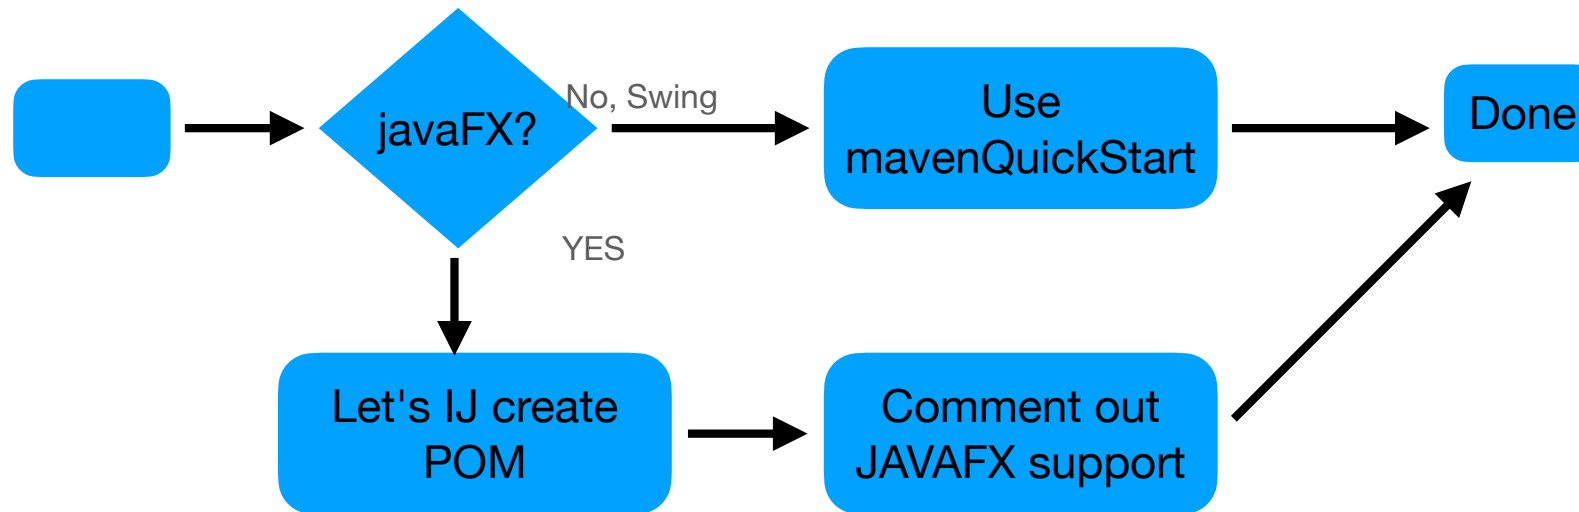 javaFX?
No, Swing
Use
mavenQuickStart
Done
YES
Let's IJ create
POM
Comment out
JAVAFX support